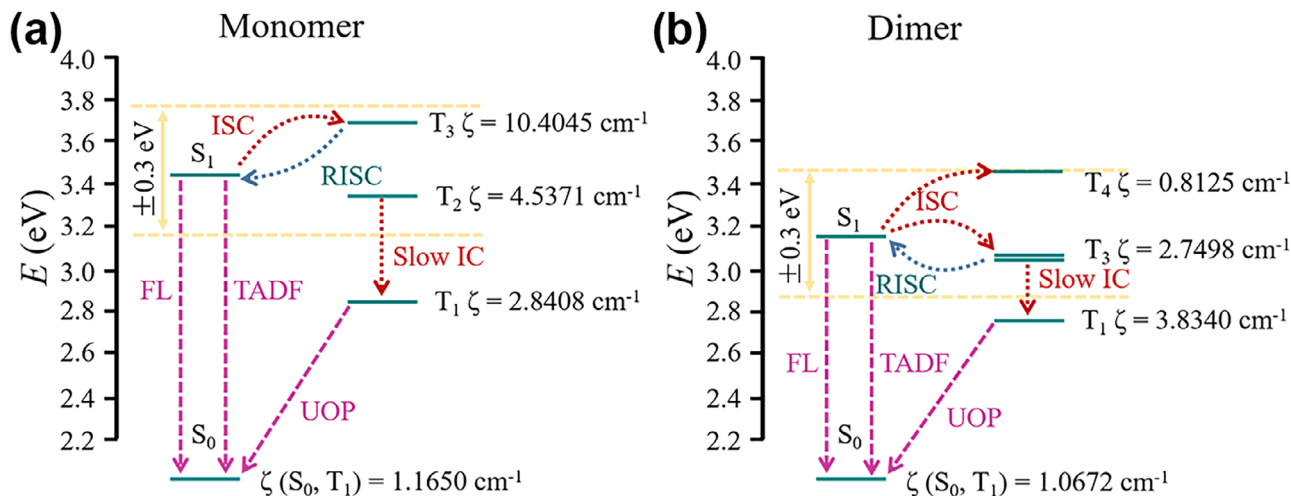 (a)
Monomer
E (eV)
4.0
3.8
3.6
3.4
3.2
3.0
2.8
2.6
2.4
2.2
±0.3 eV
S₁
ISC
RISC
T₃ ζ = 10.4045 cm⁻¹
T₂ ζ = 4.5371 cm⁻¹
Slow IC
T₁ ζ = 2.8408 cm⁻¹
FL
TADF
UOP
S₀
ζ (S₀, T₁) = 1.1650 cm⁻¹
(b)
Dimer
E (eV)
4.0
3.8
3.6
3.4
3.2
3.0
2.8
2.6
2.4
2.2
±0.3 eV
S₁
ISC
RISC
T₄ ζ = 0.8125 cm⁻¹
T₃ ζ = 2.7498 cm⁻¹
Slow IC
T₁ ζ = 3.8340 cm⁻¹
FL
TADF
UOP
S₀
ζ (S₀, T₁) = 1.0672 cm⁻¹